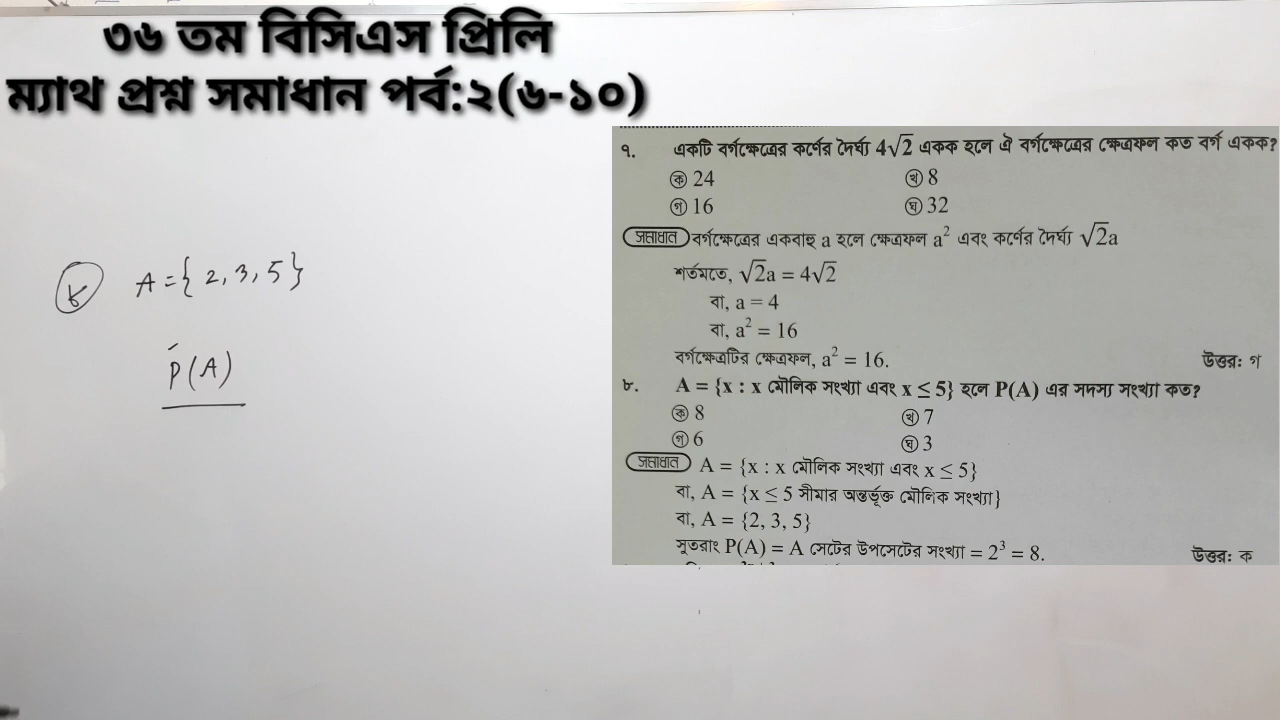 ৩৬ তম বিসিএস প্রিলি
ম্যাথ প্রশ্ন সমাধান পর্ব:২(৬-১০)
৮ A = { 2, 3, 5 }
P(A)
৭. একটি বর্গক্ষেত্রের কর্ণের দৈর্ঘ্য 4√2 একক হলে ঐ বর্গক্ষেত্রের ক্ষেত্রফল কত বর্গ একক?
ক 24 খ 8
গ 16 ঘ 32
সমাধান বর্গক্ষেত্রের একবাহু a হলে ক্ষেত্রফল a² এবং কর্ণের দৈর্ঘ্য √2a
শর্তমতে, √2a = 4√2
বা, a = 4
বা, a² = 16
বর্গক্ষেত্রটির ক্ষেত্রফল, a² = 16. উত্তর: গ
৮. A = {x : x মৌলিক সংখ্যা এবং x ≤ 5} হলে P(A) এর সদস্য সংখ্যা কত?
ক 8 খ 7
গ 6 ঘ 3
সমাধান A = {x : x মৌলিক সংখ্যা এবং x ≤ 5}
বা, A = {x ≤ 5 সীমার অন্তর্ভূক্ত মৌলিক সংখ্যা}
বা, A = {2, 3, 5}
সুতরাং P(A) = A সেটের উপসেটের সংখ্যা = 2³ = 8. উত্তর: ক